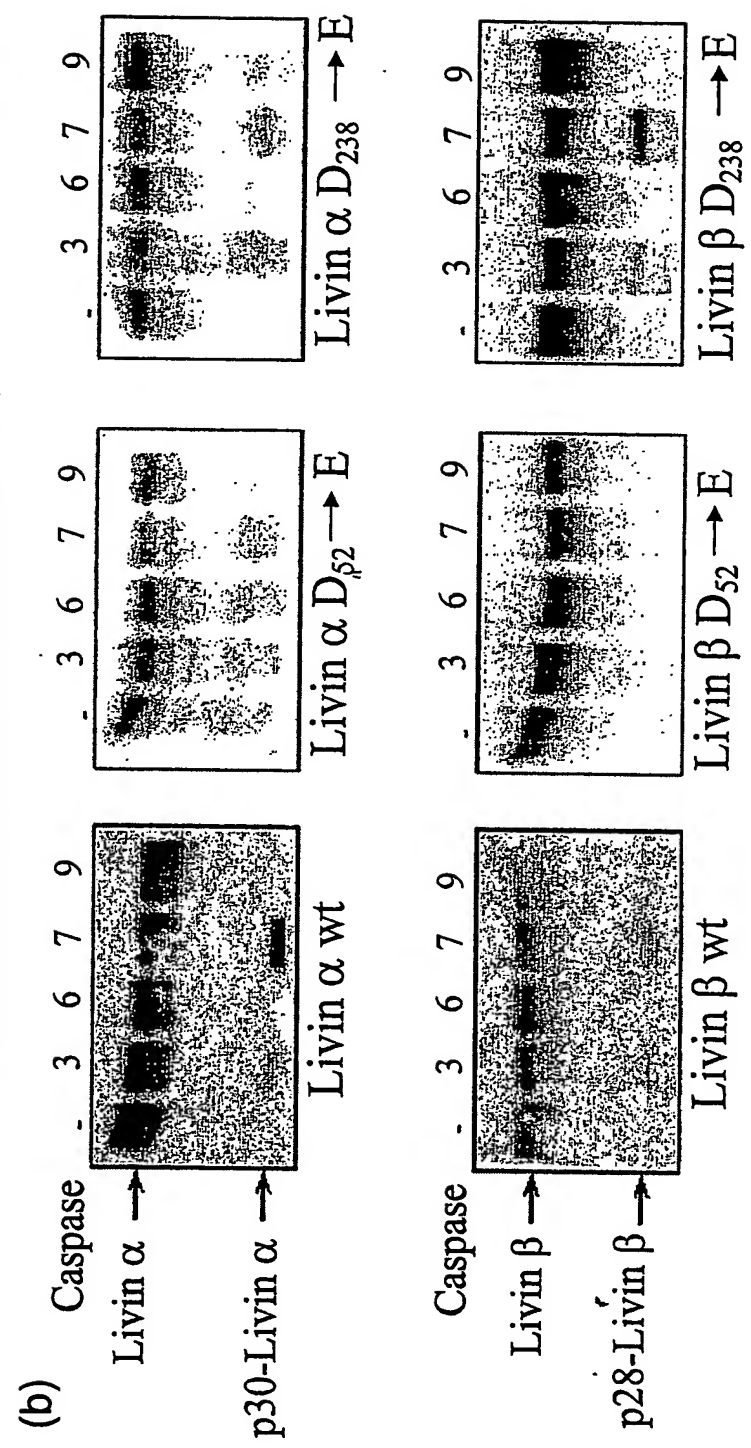 (b)
Caspase - 3 6 7 9 - 3 6 7 9 - 3 6 7 9
Livin α →
p30-Livin α →
Livin α wt Livin α D52 → E Livin α D238 → E
Caspase - 3 6 7 9 - 3 6 7 9 - 3 6 7 9
Livin β →
p28-Livin β →
Livin β wt Livin β D52 → E Livin β D238 → E